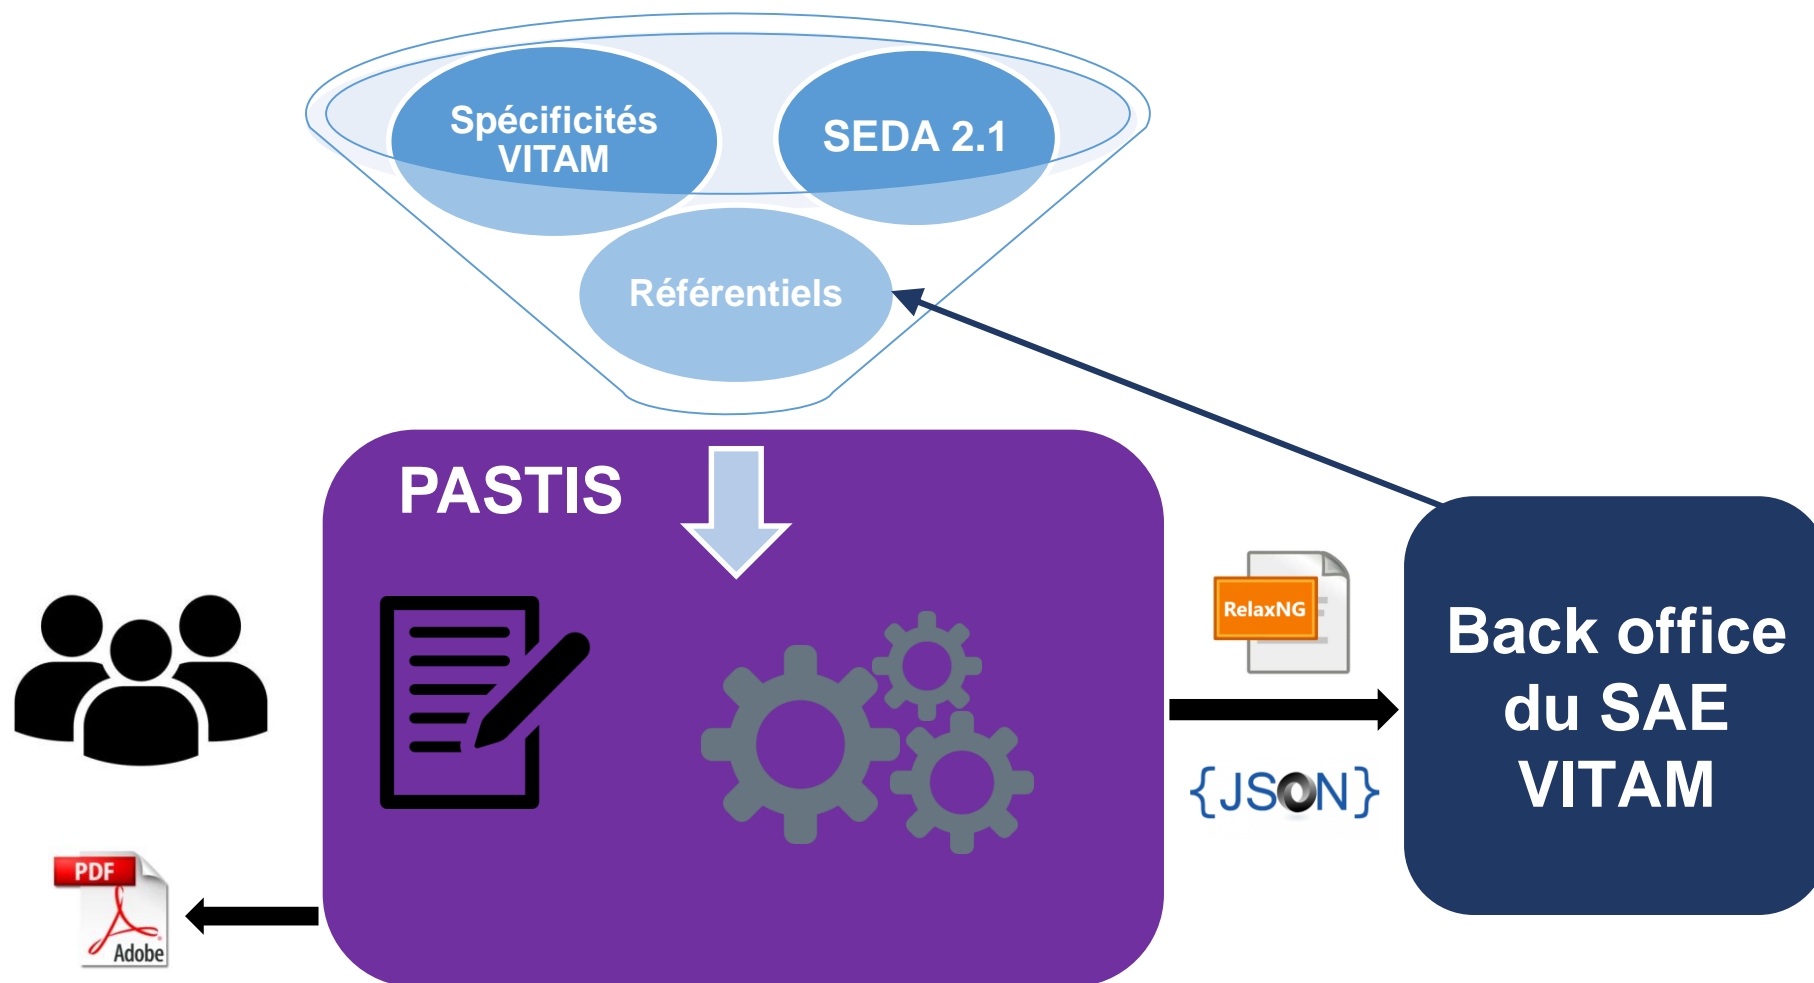 Spécificités
VITAM
SEDA 2.1
Référentiels
PASTIS
RelaxNG
Back office
du SAE
VITAM
{JSON}
PDF
Adobe